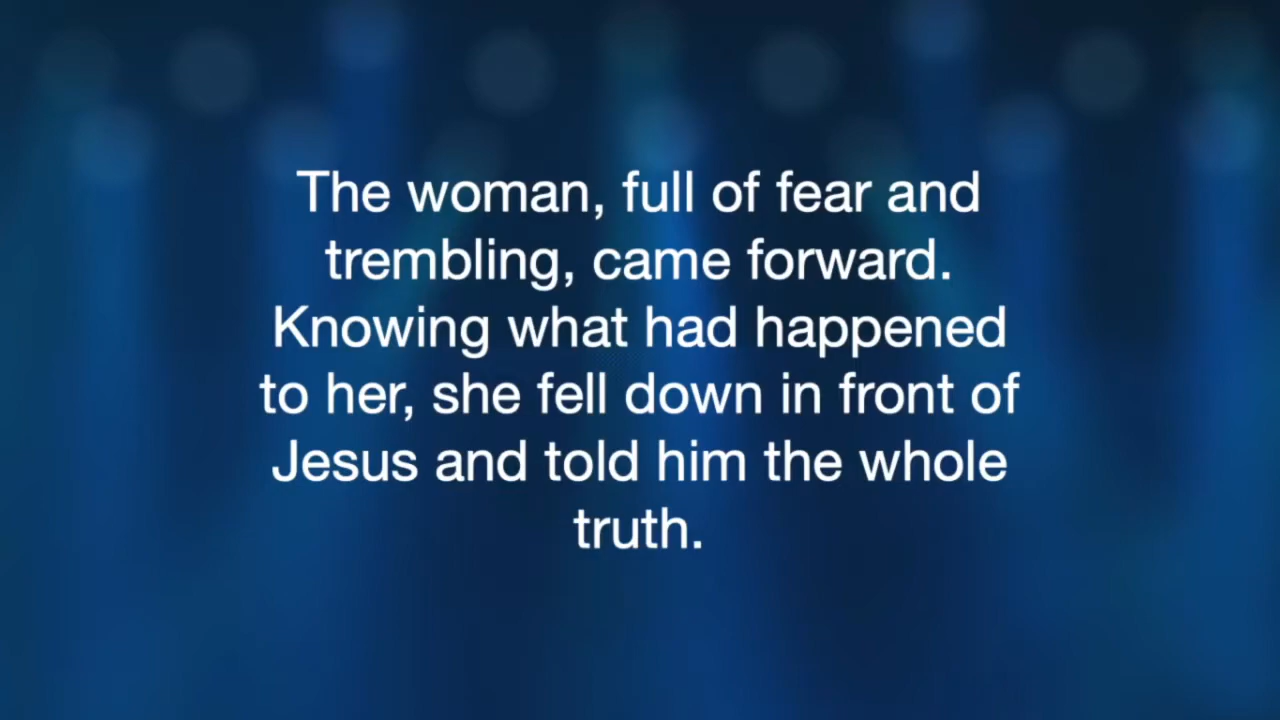 The woman, full of fear and
trembling, came forward.
Knowing what had happened
to her, she fell down in front of
Jesus and told him the whole
truth.